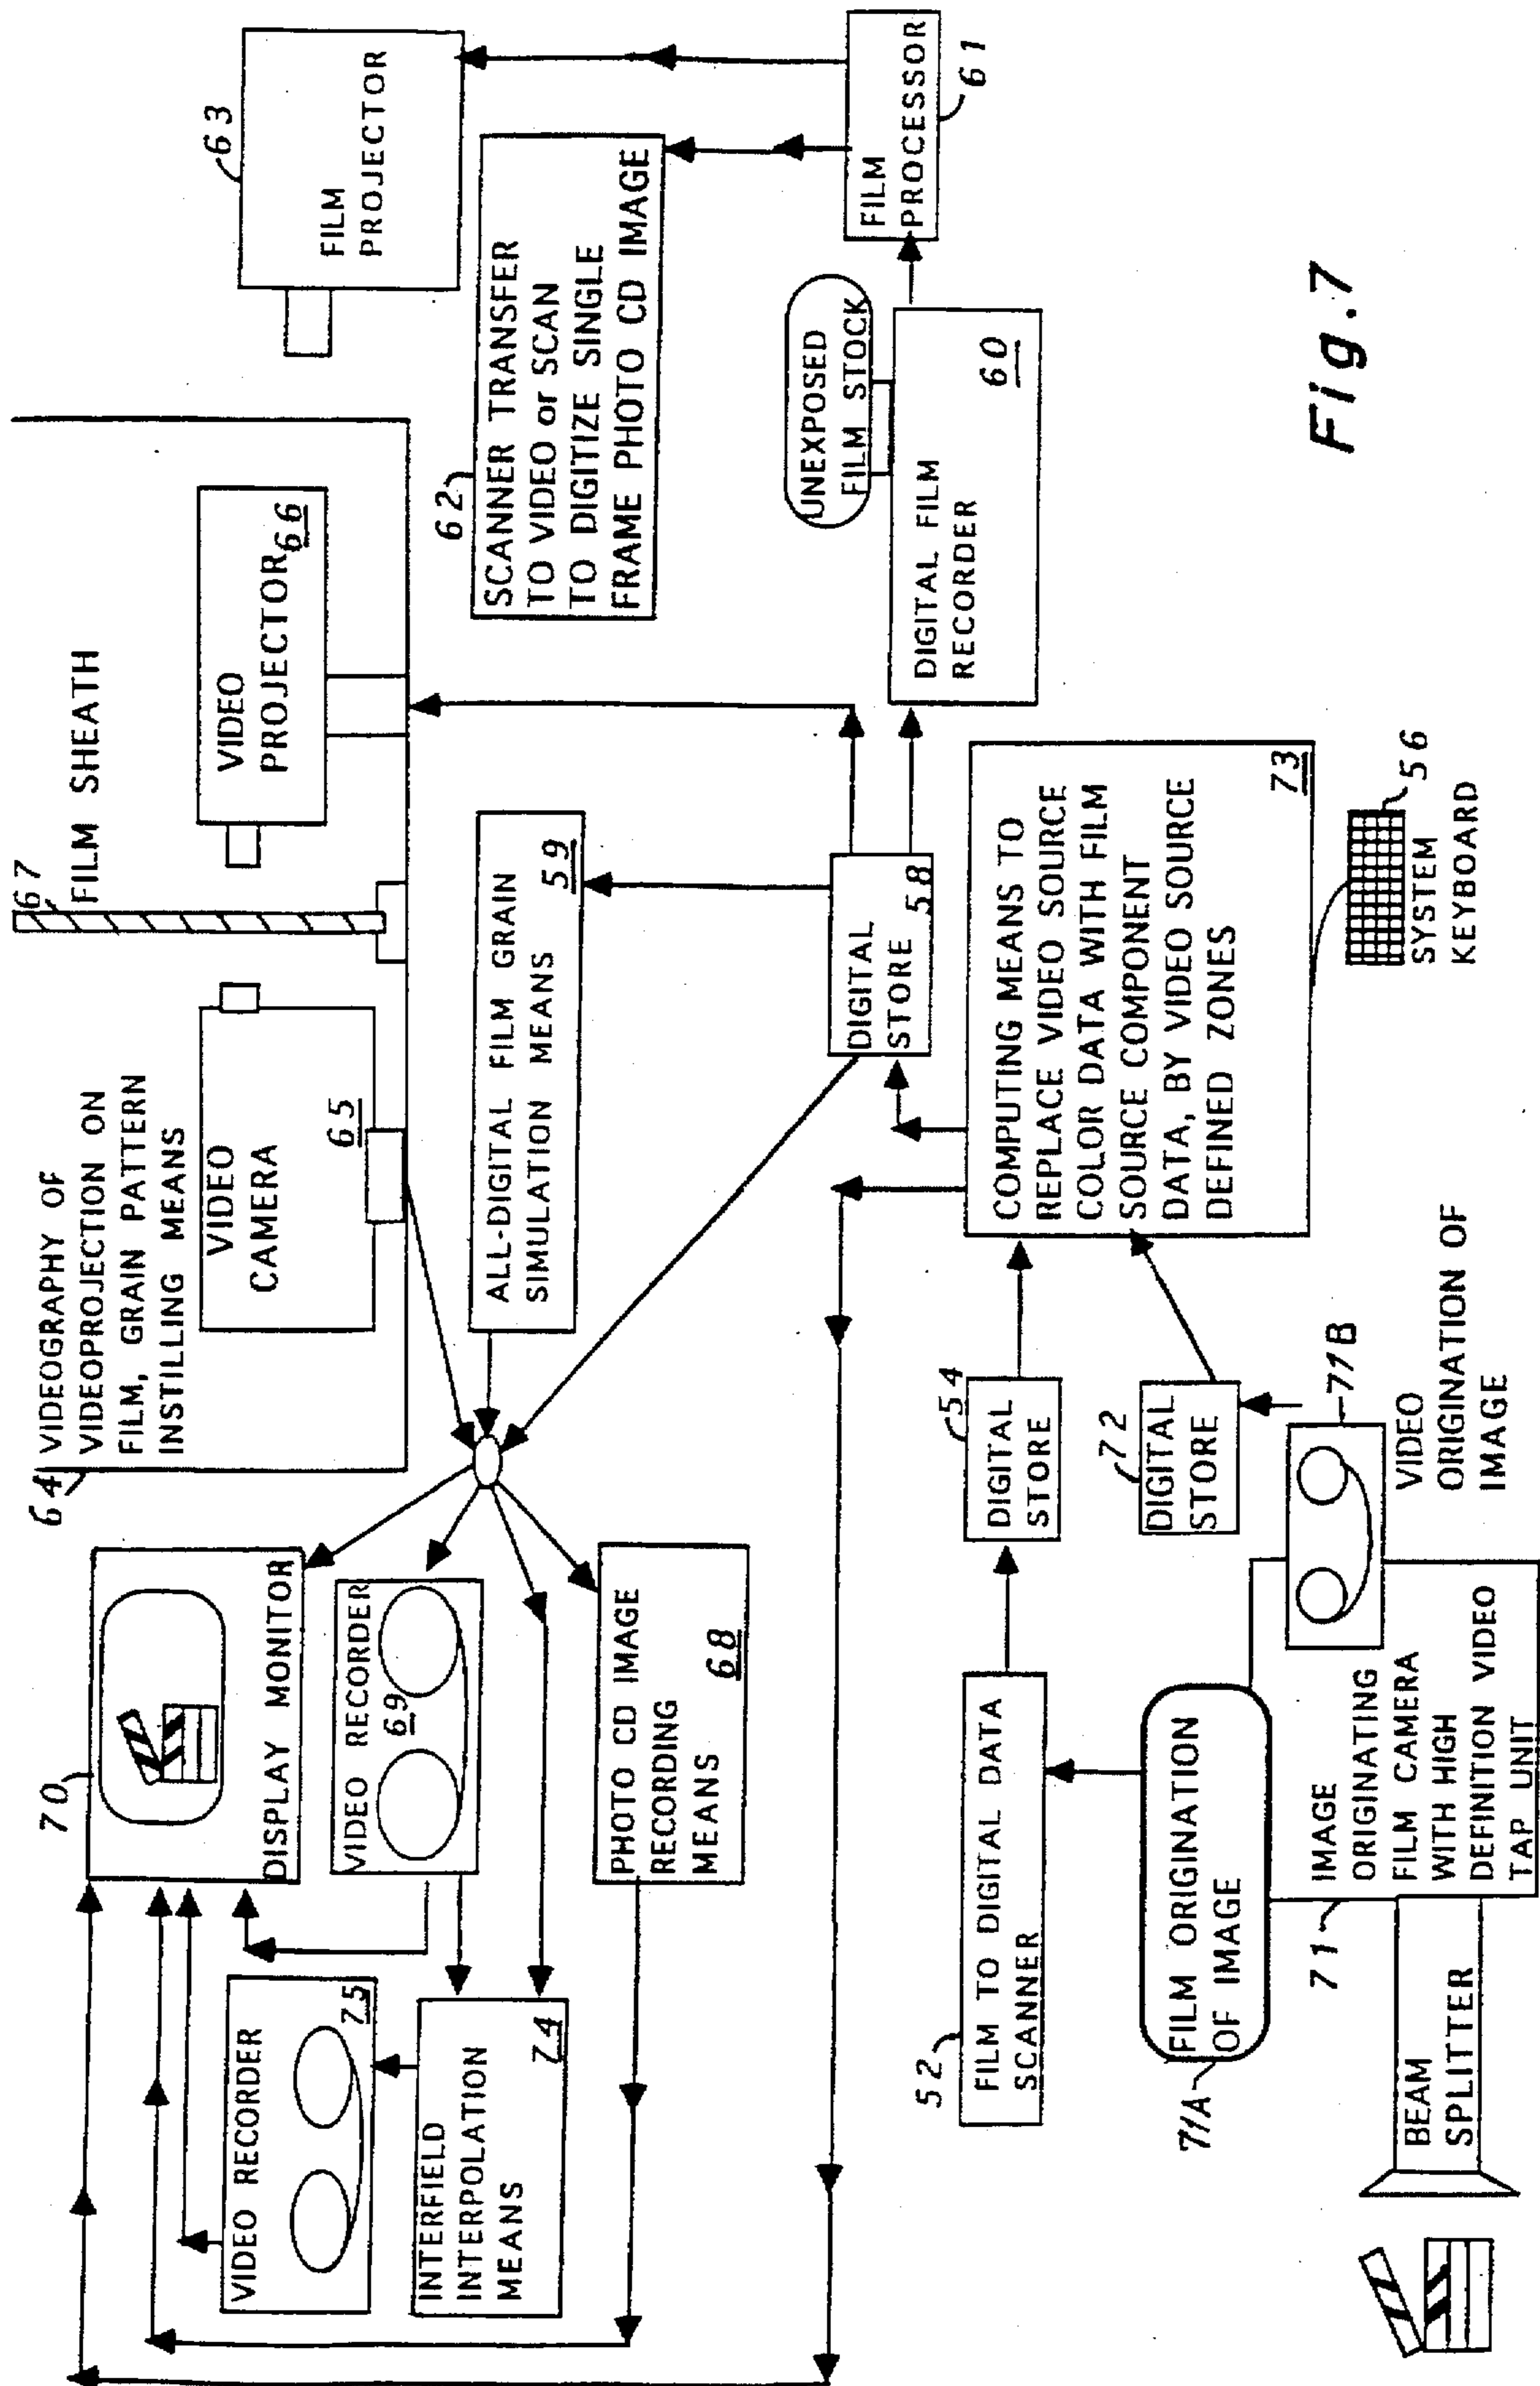 64
VIDEOGRAPHY OF
VIDEOPROJECTION ON
FILM, GRAIN PATTERN
INSTILLING MEANS
VIDEO
CAMERA
65
67
FILM SHEATH
VIDEO
PROJECTOR
66
63
FILM
PROJECTOR
70
DISPLAY MONITOR
VIDEO RECORDER
69
VIDEO RECORDER
75
INTERFIELD
INTERPOLATION
MEANS
74
PHOTO CD IMAGE
RECORDING
MEANS
68
ALL-DIGITAL FILM GRAIN
SIMULATION MEANS
59
62
SCANNER TRANSFER
TO VIDEO or SCAN
TO DIGITIZE SINGLE
FRAME PHOTO CD IMAGE
UNEXPOSED
FILM STOCK
FILM
PROCESSOR
61
DIGITAL
STORE
58
DIGITAL FILM
RECORDER
60
52
FILM TO DIGITAL DATA
SCANNER
54
DIGITAL
STORE
COMPUTING MEANS TO
REPLACE VIDEO SOURCE
COLOR DATA WITH FILM
SOURCE COMPONENT
DATA, BY VIDEO SOURCE
DEFINED ZONES
73
72
DIGITAL
STORE
56
SYSTEM
KEYBOARD
71A
FILM ORIGINATION
OF IMAGE
71
IMAGE
ORIGINATING
FILM CAMERA
WITH HIGH
DEFINITION VIDEO
TAP UNIT
71B
VIDEO
ORIGINATION OF
IMAGE
BEAM
SPLITTER
Fig.7